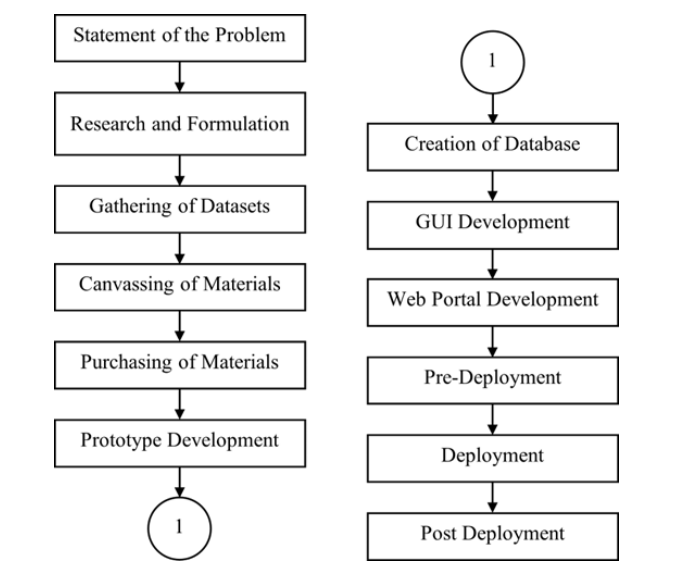 Statement of the Problem
Research and Formulation
Gathering of Datasets
Canvassing of Materials
Purchasing of Materials
Prototype Development
1
1
Creation of Database
GUI Development
Web Portal Development
Pre-Deployment
Deployment
Post Deployment